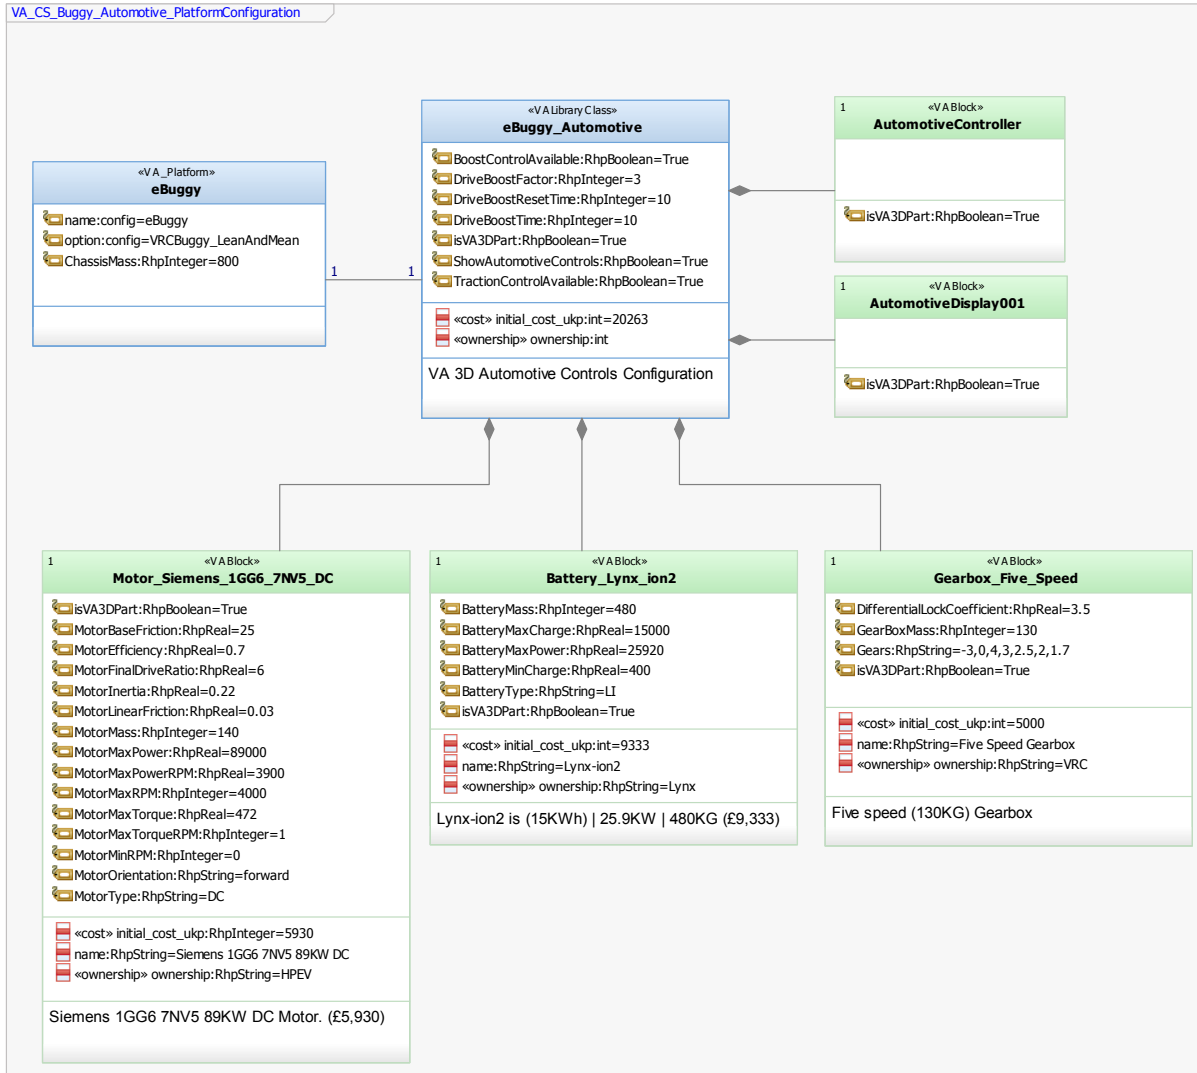 VA_CS_Buggy_Automotive_PlatformConfiguration
«VALibraryClass»
eBuggy_Automotive
BoostControlAvailable:RhpBoolean=True
DriveBoostFactor:RhpInteger=3
DriveBoostResetTime:RhpInteger=10
DriveBoostTime:RhpInteger=10
isVA3DPart:RhpBoolean=True
ShowAutomotiveControls:RhpBoolean=True
TractionControlAvailable:RhpBoolean=True
«cost» initial_cost_ukp:int=20263
«ownership» ownership:int
VA 3D Automotive Controls Configuration
«VA_Platform»
eBuggy
name:config=eBuggy
option:config=VRCBuggy_LeanAndMean
ChassisMass:RhpInteger=800
1
1
1
«VABlock»
AutomotiveController
isVA3DPart:RhpBoolean=True
1
«VABlock»
AutomotiveDisplay001
isVA3DPart:RhpBoolean=True
1
«VABlock»
Motor_Siemens_1GG6_7NV5_DC
isVA3DPart:RhpBoolean=True
MotorBaseFriction:RhpReal=25
MotorEfficiency:RhpReal=0.7
MotorFinalDriveRatio:RhpReal=6
MotorInertia:RhpReal=0.22
MotorLinearFriction:RhpReal=0.03
MotorMass:RhpInteger=140
MotorMaxPower:RhpReal=89000
MotorMaxPowerRPM:RhpReal=3900
MotorMaxRPM:RhpInteger=4000
MotorMaxTorque:RhpReal=472
MotorMaxTorqueRPM:RhpInteger=1
MotorMinRPM:RhpInteger=0
MotorOrientation:RhpString=forward
MotorType:RhpString=DC
«cost» initial_cost_ukp:RhpInteger=5930
name:RhpString=Siemens 1GG6 7NV5 89KW DC
«ownership» ownership:RhpString=HPEV
Siemens 1GG6 7NV5 89KW DC Motor. (£5,930)
1
«VABlock»
Battery_Lynx_ion2
BatteryMass:RhpInteger=480
BatteryMaxCharge:RhpReal=15000
BatteryMaxPower:RhpReal=25920
BatteryMinCharge:RhpReal=400
BatteryType:RhpString=LI
isVA3DPart:RhpBoolean=True
«cost» initial_cost_ukp:int=9333
name:RhpString=Lynx-ion2
«ownership» ownership:RhpString=Lynx
Lynx-ion2 is (15KWh) | 25.9KW | 480KG (£9,333)
1
«VABlock»
Gearbox_Five_Speed
DifferentialLockCoefficient:RhpReal=3.5
GearBoxMass:RhpInteger=130
Gears:RhpString=-3,0,4,3,2.5,2,1.7
isVA3DPart:RhpBoolean=True
«cost» initial_cost_ukp:int=5000
name:RhpString=Five Speed Gearbox
«ownership» ownership:RhpString=VRC
Five speed (130KG) Gearbox